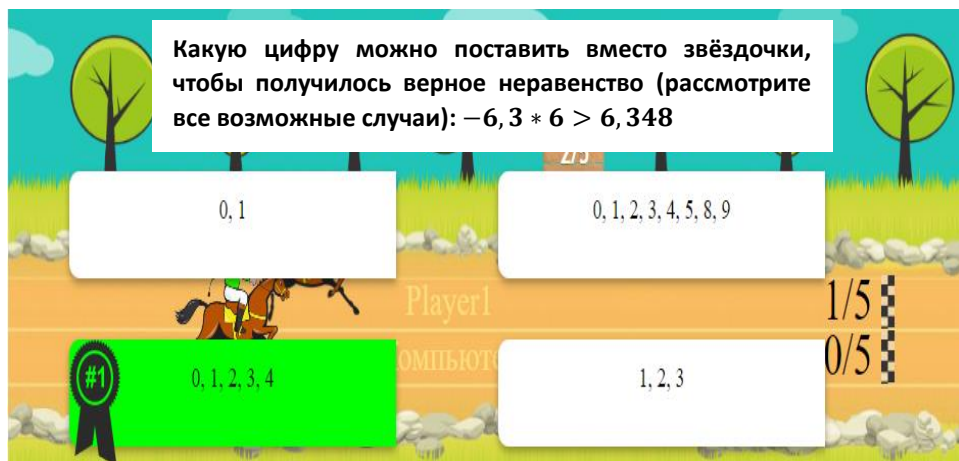 Какую цифру можно поставить вместо звёздочки,
чтобы получилось верное неравенство (рассмотрите
все возможные случаи): −6, 3 ∗ 6 > 6, 348
2/5
0, 1
0, 1, 2, 3, 4, 5, 8, 9
Player1
1/5
0/5
#1
0, 1, 2, 3, 4
1, 2, 3